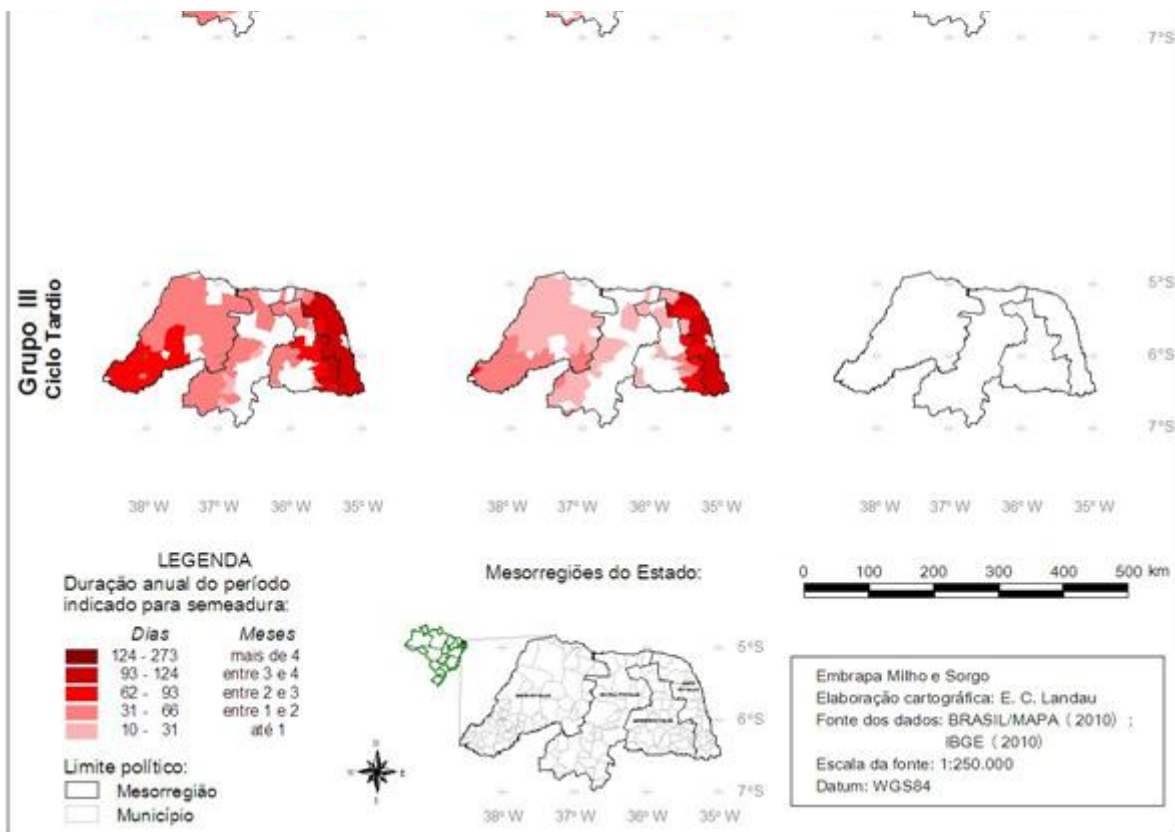 7°S
Grupo III
Ciclo Tardio
5°S
6°S
7°S
38° W 37° W 36° W 35° W
38° W 37° W 36° W 35° W
38° W 37° W 36° W 35° W
LEGENDA
Duração anual do período
indicado para semeadura:
Dias Meses
124 - 273 mais de 4
93 - 124 entre 3 e 4
62 - 93 entre 2 e 3
31 - 66 entre 1 e 2
10 - 31 até 1
Limite político:
Mesorregião
Município
Mesorregiões do Estado:
5°S
6°S
7°S
38° W 37° W 36° W 35° W
0 100 200 300 400 500 km
Embrapa Milho e Sorgo
Elaboração cartográfica: E. C. Landau
Fonte dos dados: BRASIL/MAPA ( 2010) ;
IBGE ( 2010)
Escala da fonte: 1:250.000
Datum: WGS84